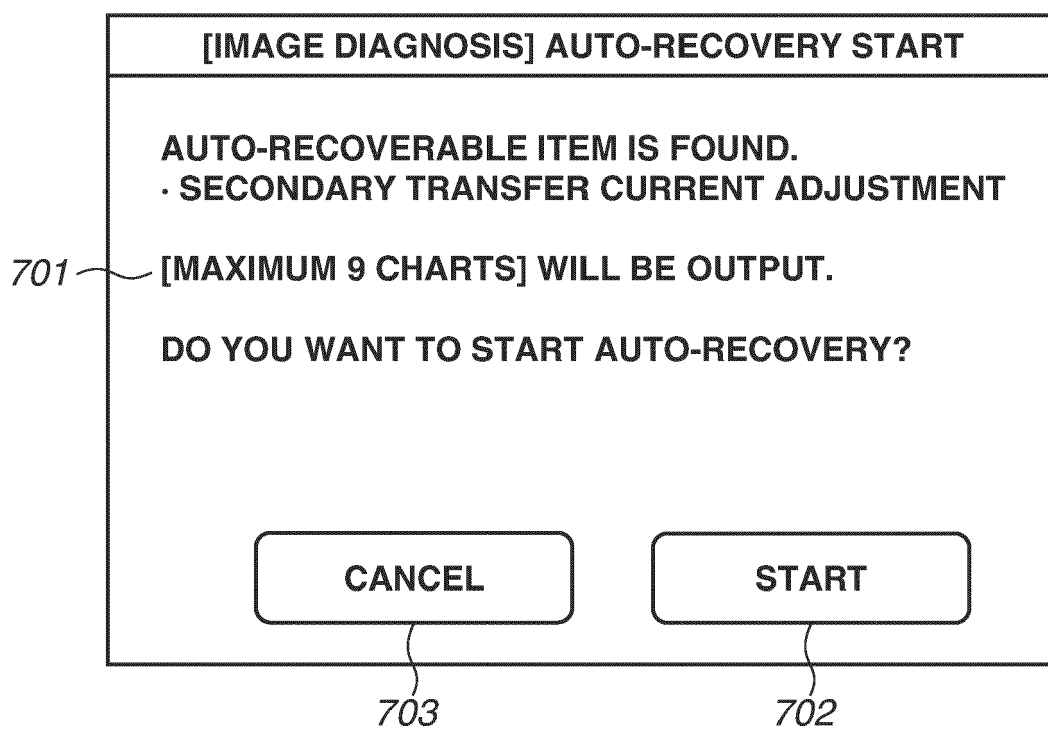 [IMAGE DIAGNOSIS] AUTO-RECOVERY START
AUTO-RECOVERABLE ITEM IS FOUND.
· SECONDARY TRANSFER CURRENT ADJUSTMENT
701
[MAXIMUM 9 CHARTS] WILL BE OUTPUT.
DO YOU WANT TO START AUTO-RECOVERY?
CANCEL
START
703
702